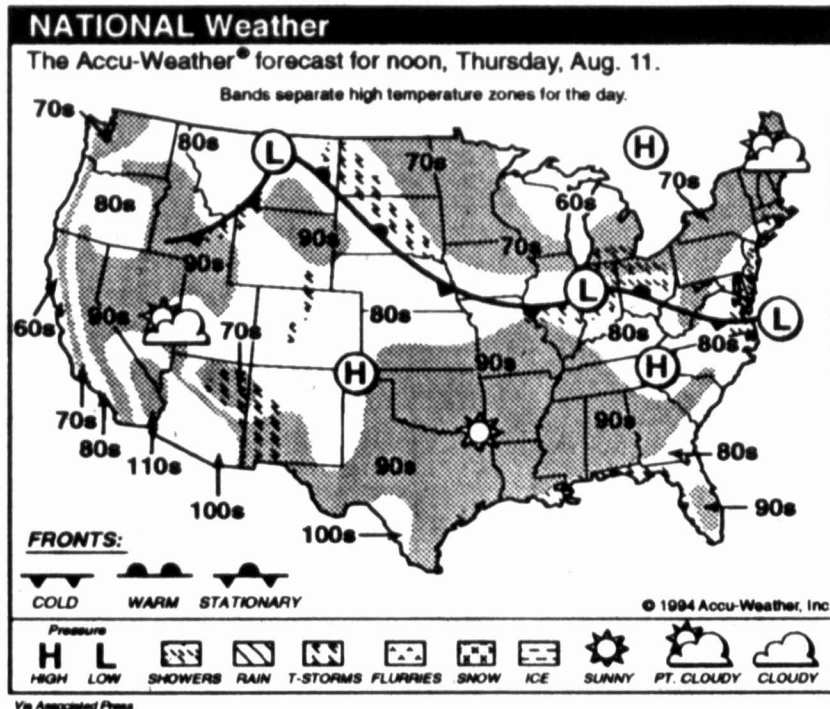 NATIONAL Weather
The Accu-Weather® forecast for noon, Thursday, Aug. 11.
Bands separate high temperature zones for the day.
70s
80s
L
70s
H
70s
80s
60s
90s
70s
90s
60s
90s
70s
80s
L
80s
80s
L
H
90s
H
70s
80s
110s
100s
90s
90s
80s
100s
90s
FRONTS:
COLD WARM STATIONARY
© 1994 Accu-Weather, Inc
Pressure
H L
HIGH LOW SHOWERS RAIN T-STORMS FLURRIES SNOW ICE SUNNY PT. CLOUDY CLOUDY
Via Associated Press